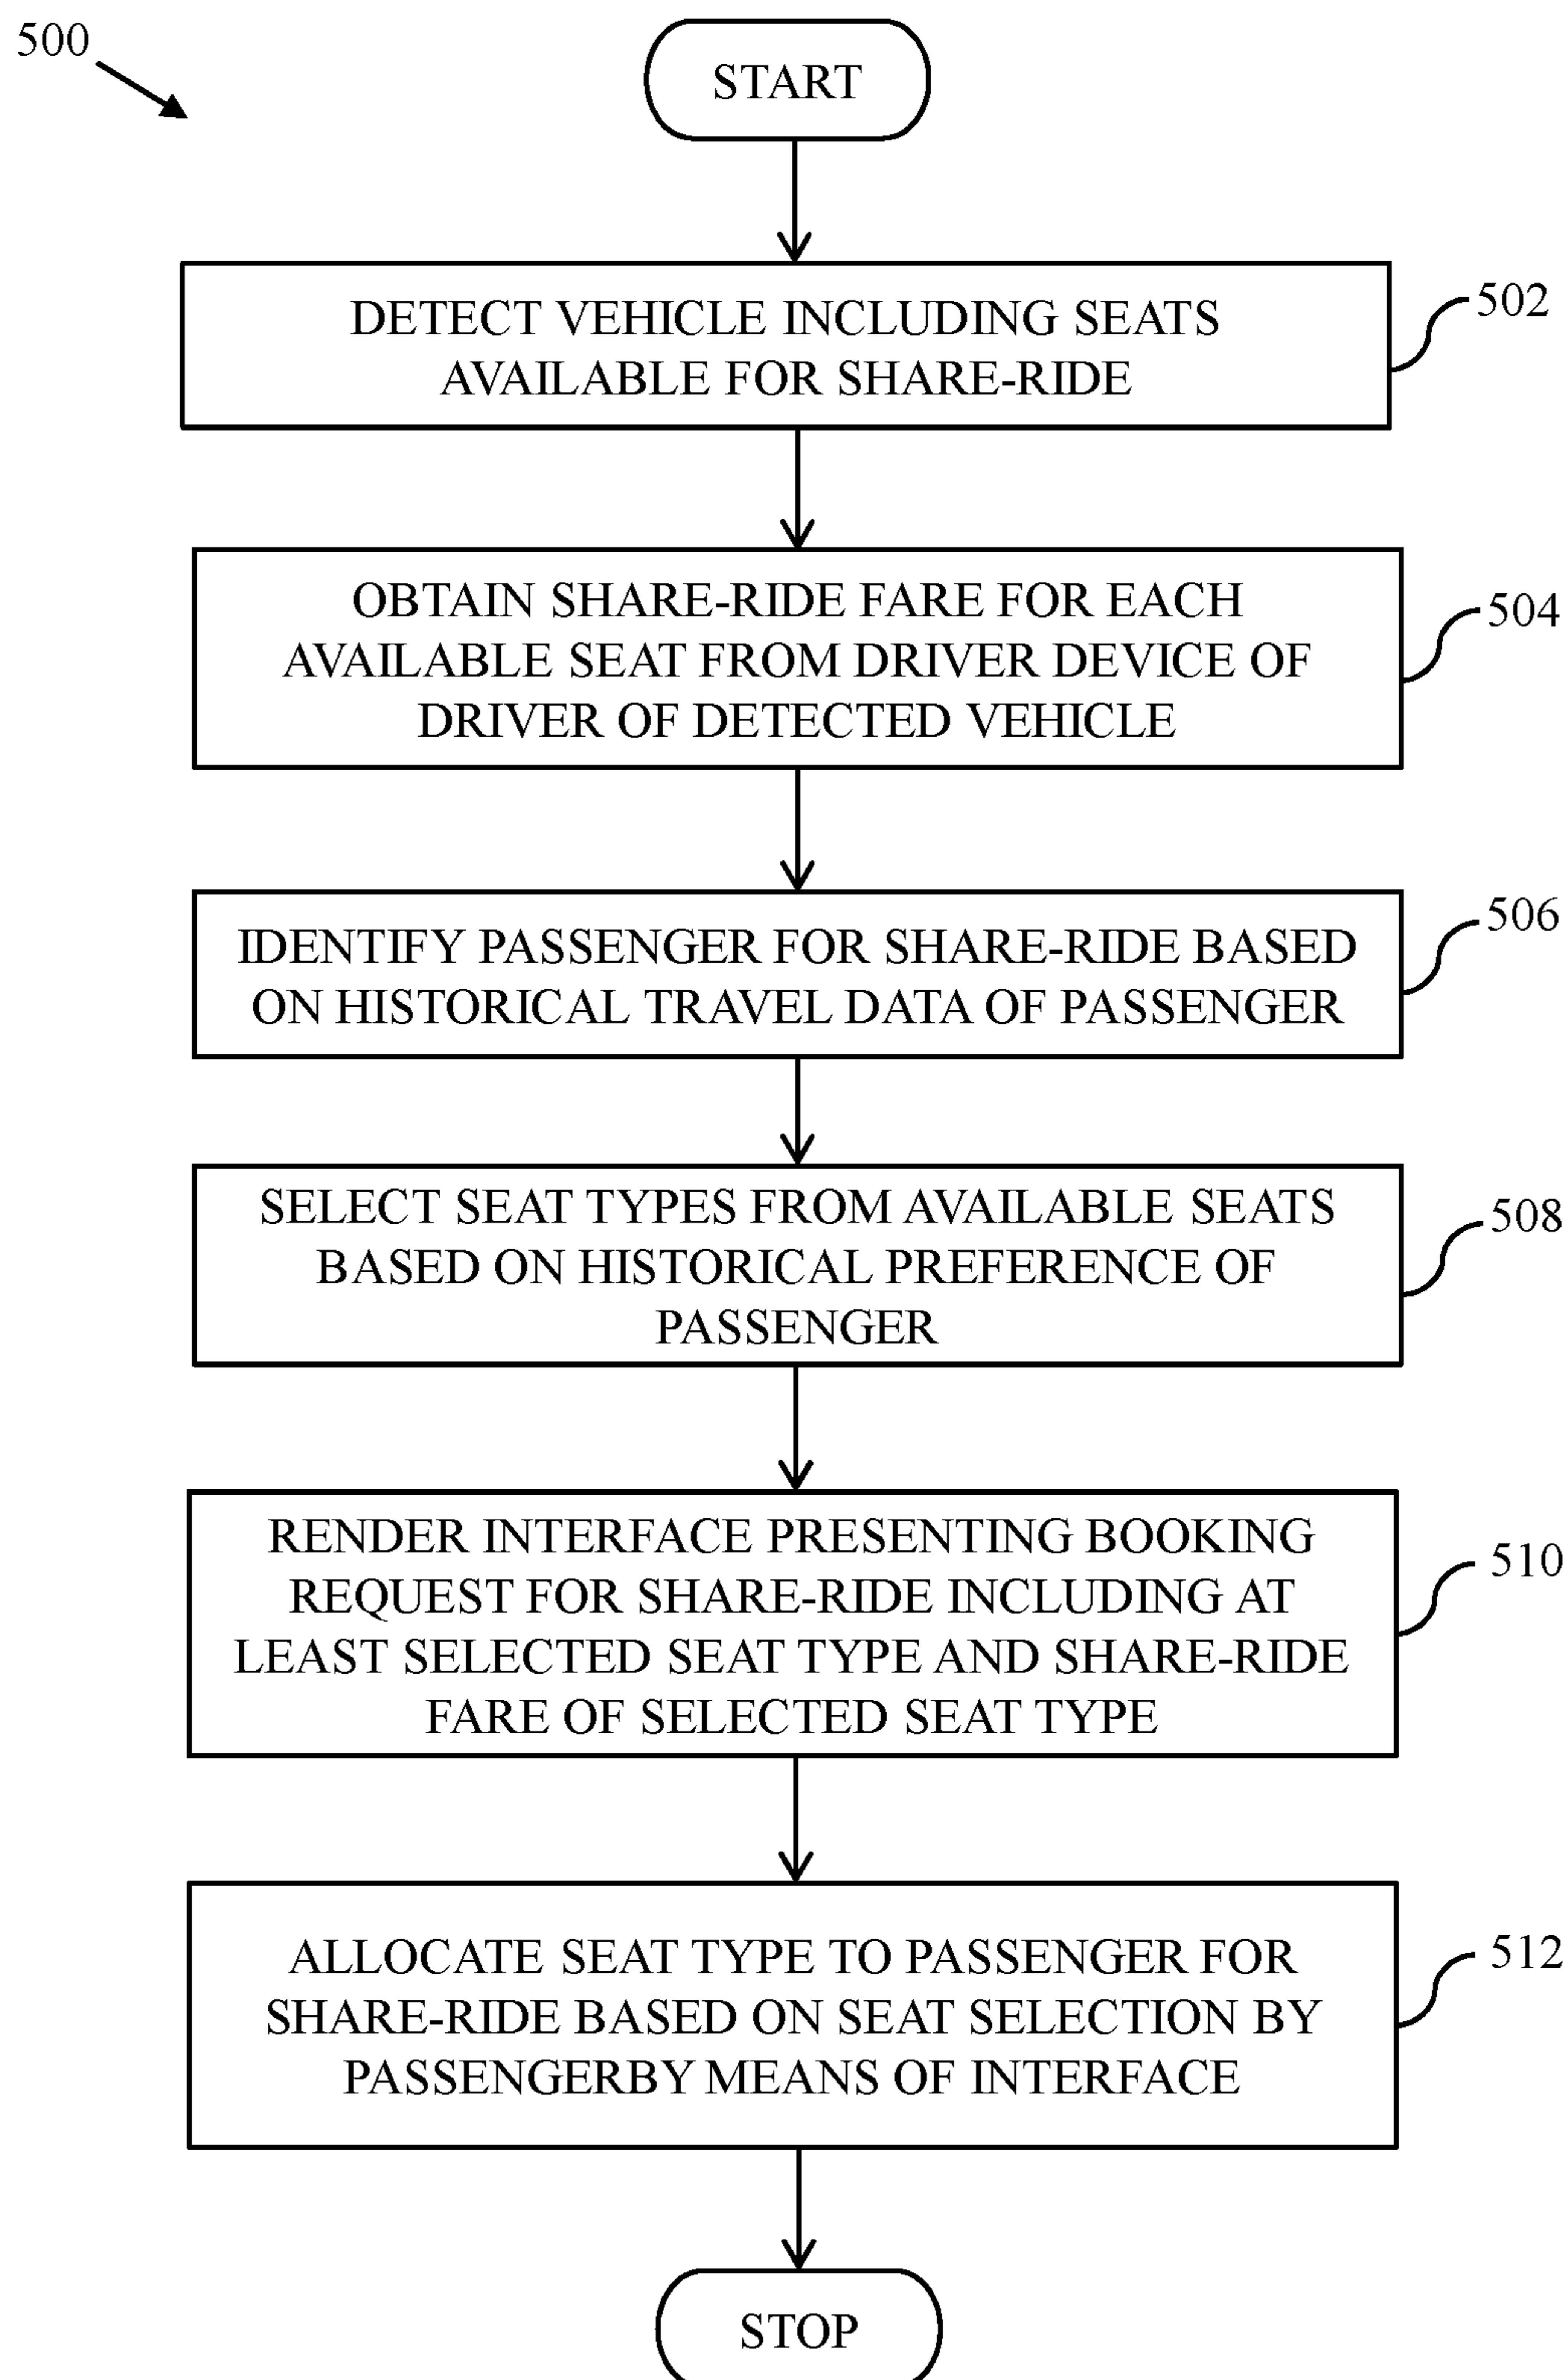 500
START
DETECT VEHICLE INCLUDING SEATS
AVAILABLE FOR SHARE-RIDE
502
OBTAIN SHARE-RIDE FARE FOR EACH
AVAILABLE SEAT FROM DRIVER DEVICE OF
DRIVER OF DETECTED VEHICLE
504
IDENTIFY PASSENGER FOR SHARE-RIDE BASED
ON HISTORICAL TRAVEL DATA OF PASSENGER
506
SELECT SEAT TYPES FROM AVAILABLE SEATS
BASED ON HISTORICAL PREFERENCE OF
PASSENGER
508
RENDER INTERFACE PRESENTING BOOKING
REQUEST FOR SHARE-RIDE INCLUDING AT
LEAST SELECTED SEAT TYPE AND SHARE-RIDE
FARE OF SELECTED SEAT TYPE
510
ALLOCATE SEAT TYPE TO PASSENGER FOR
SHARE-RIDE BASED ON SEAT SELECTION BY
PASSENGERBY MEANS OF INTERFACE
512
STOP